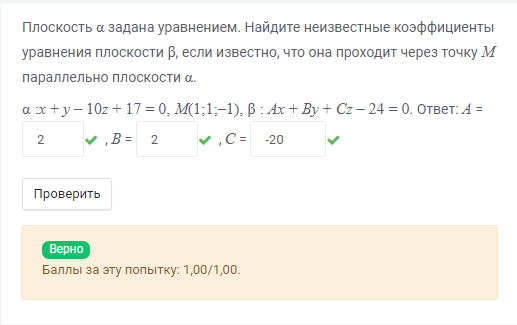 Плоскость α задана уравнением. Найдите неизвестные коэффициенты
уравнения плоскости β, если известно, что она проходит через точку M
параллельно плоскости α.
α :x + y − 10z + 17 = 0, M(1;1;−1), β : Ax + By + Cz − 24 = 0. Ответ: A =
2 , B = 2 , C = -20
Проверить
Верно
Баллы за эту попытку: 1,00/1,00.